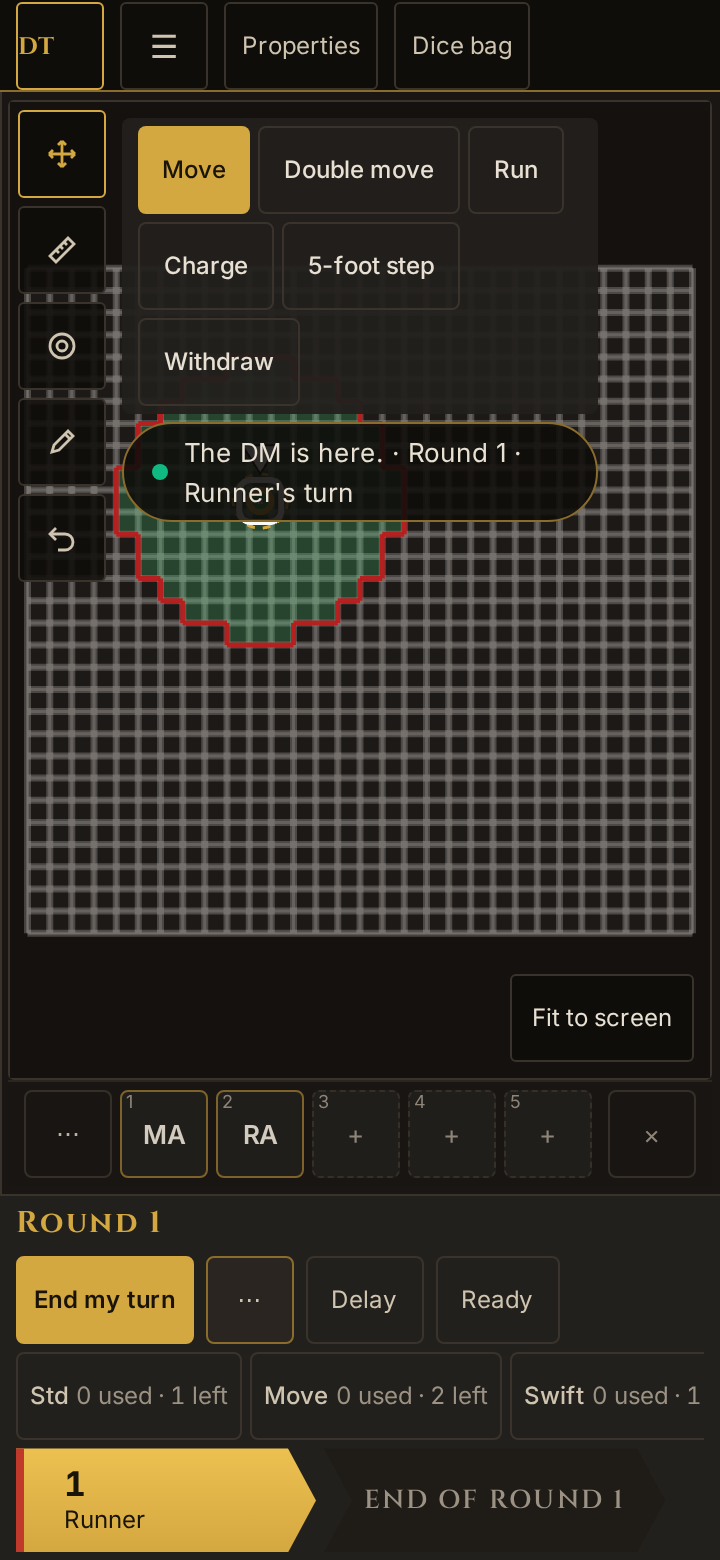 DT
☰
Properties
Dice bag
Move
Double move
Run
Charge
5-foot step
Withdraw
The DM is here. · Round 1 ·
Runner's turn
Fit to screen
...
1
MA
2
RA
3
+
4
+
5
+
×
ROUND 1
End my turn
...
Delay
Ready
Std 0 used · 1 left
Move 0 used · 2 left
Swift 0 used · 1
1
Runner
END OF ROUND 1